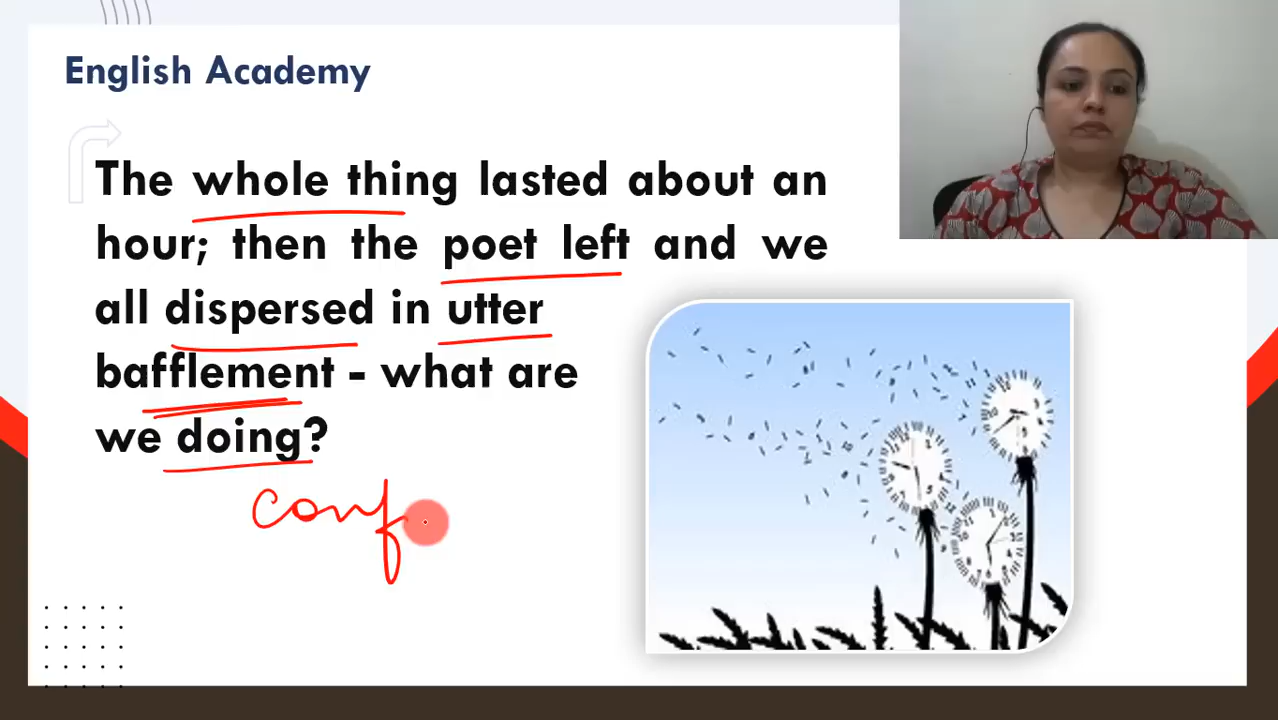 English Academy
The whole thing lasted about an
hour; then the poet left and we
all dispersed in utter
bafflement - what are
we doing?
conf